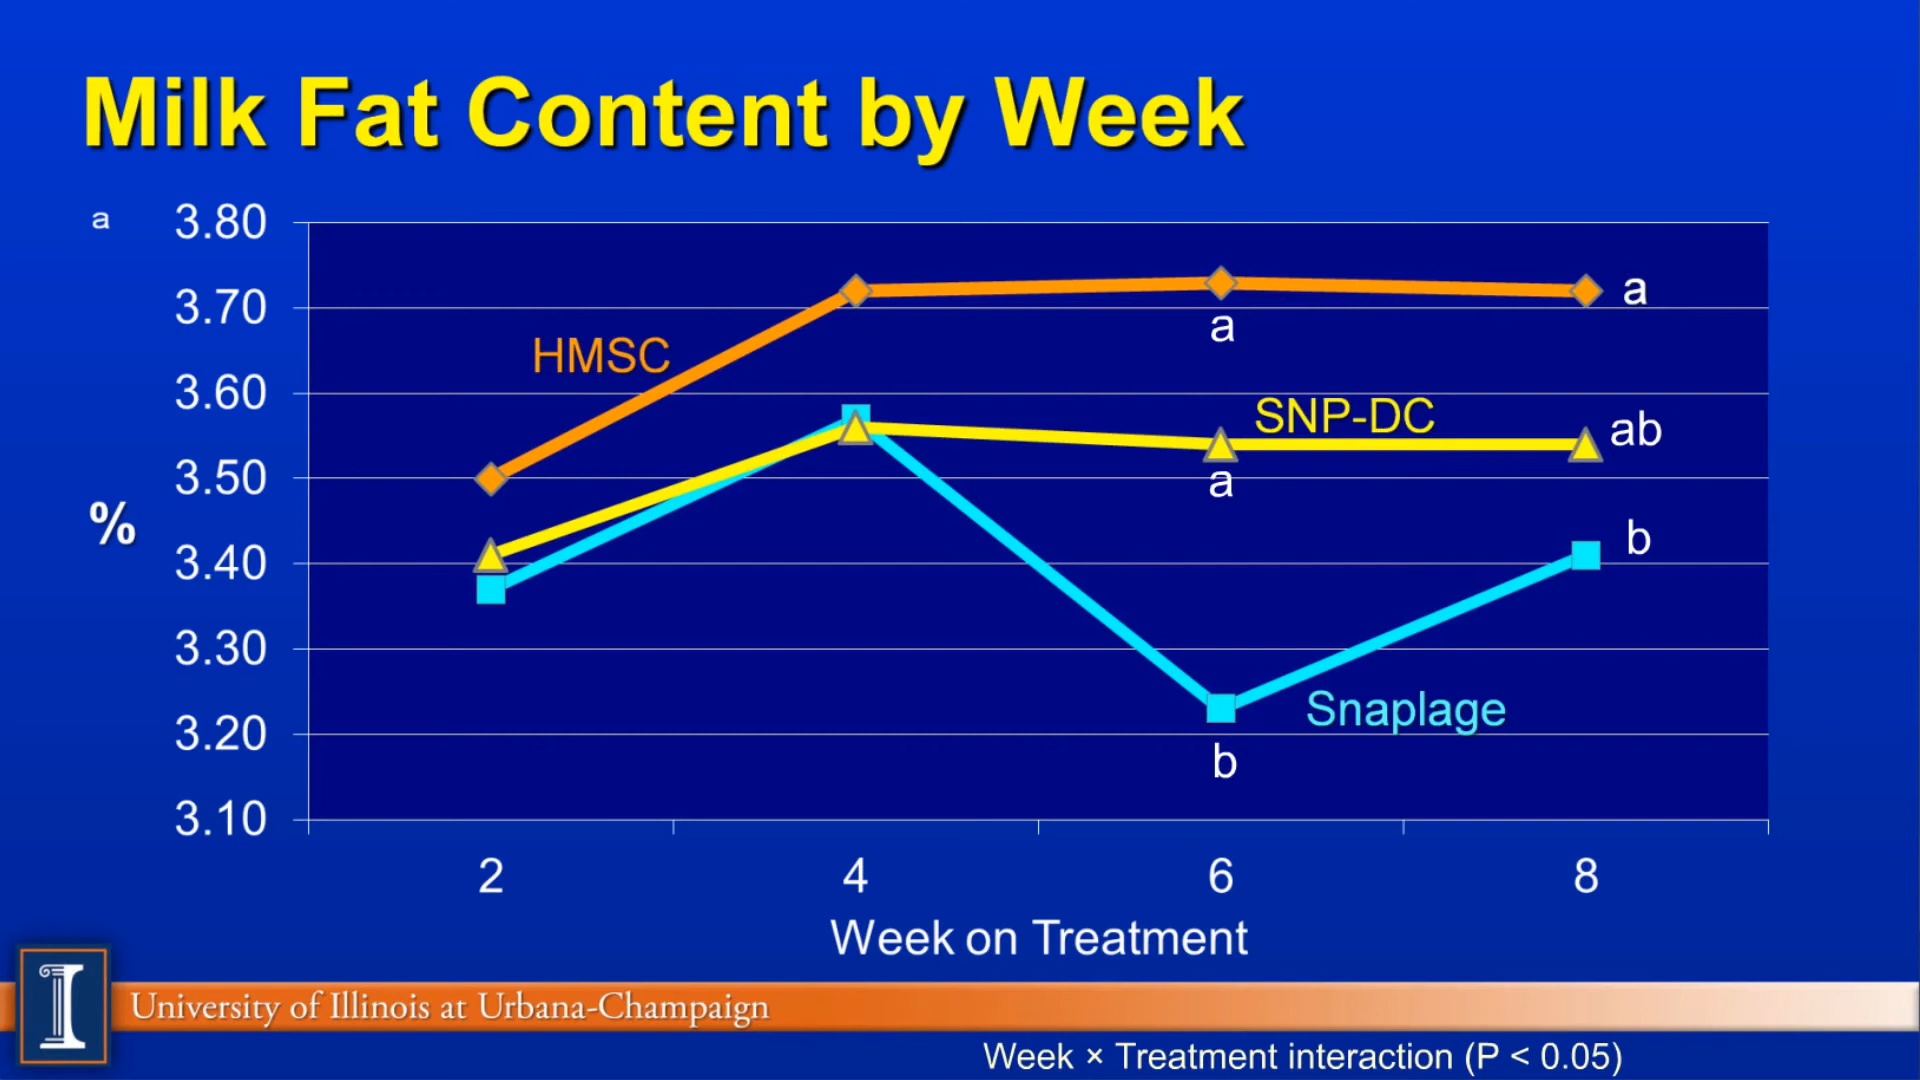 Milk Fat Content by Week
a
3.80
3.70
3.60
3.50
3.40
3.30
3.20
3.10
%
HMSC
a
a
SNP-DC
ab
a
b
Snaplage
b
2 4 6 8
Week on Treatment
I
University of Illinois at Urbana-Champaign
Week × Treatment interaction (P < 0.05)